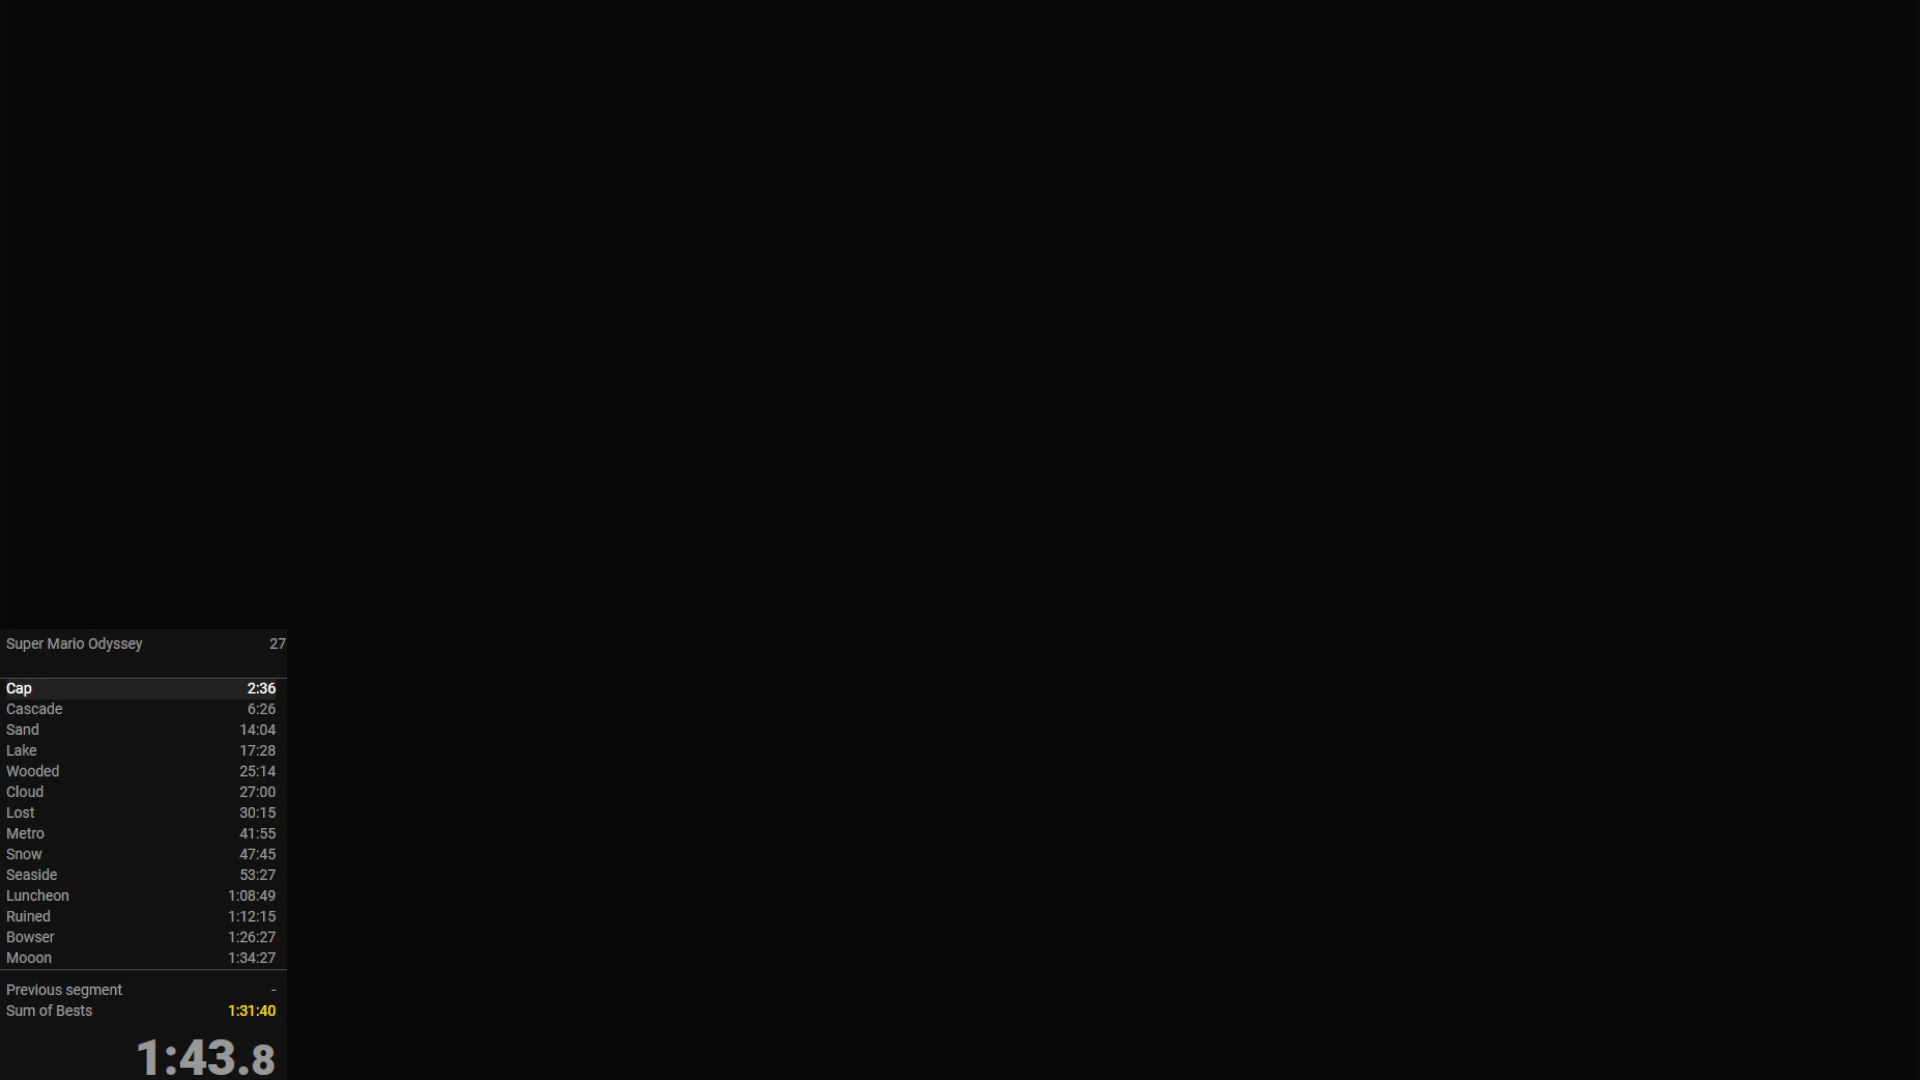 Super Mario Odyssey 27
Cap 2:36
Cascade 6:26
Sand 14:04
Lake 17:28
Wooded 25:14
Cloud 27:00
Lost 30:15
Metro 41:55
Snow 47:45
Seaside 53:27
Luncheon 1:08:49
Ruined 1:12:15
Bowser 1:26:27
Mooon 1:34:27
Previous segment -
Sum of Bests 1:31:40
1:43.8